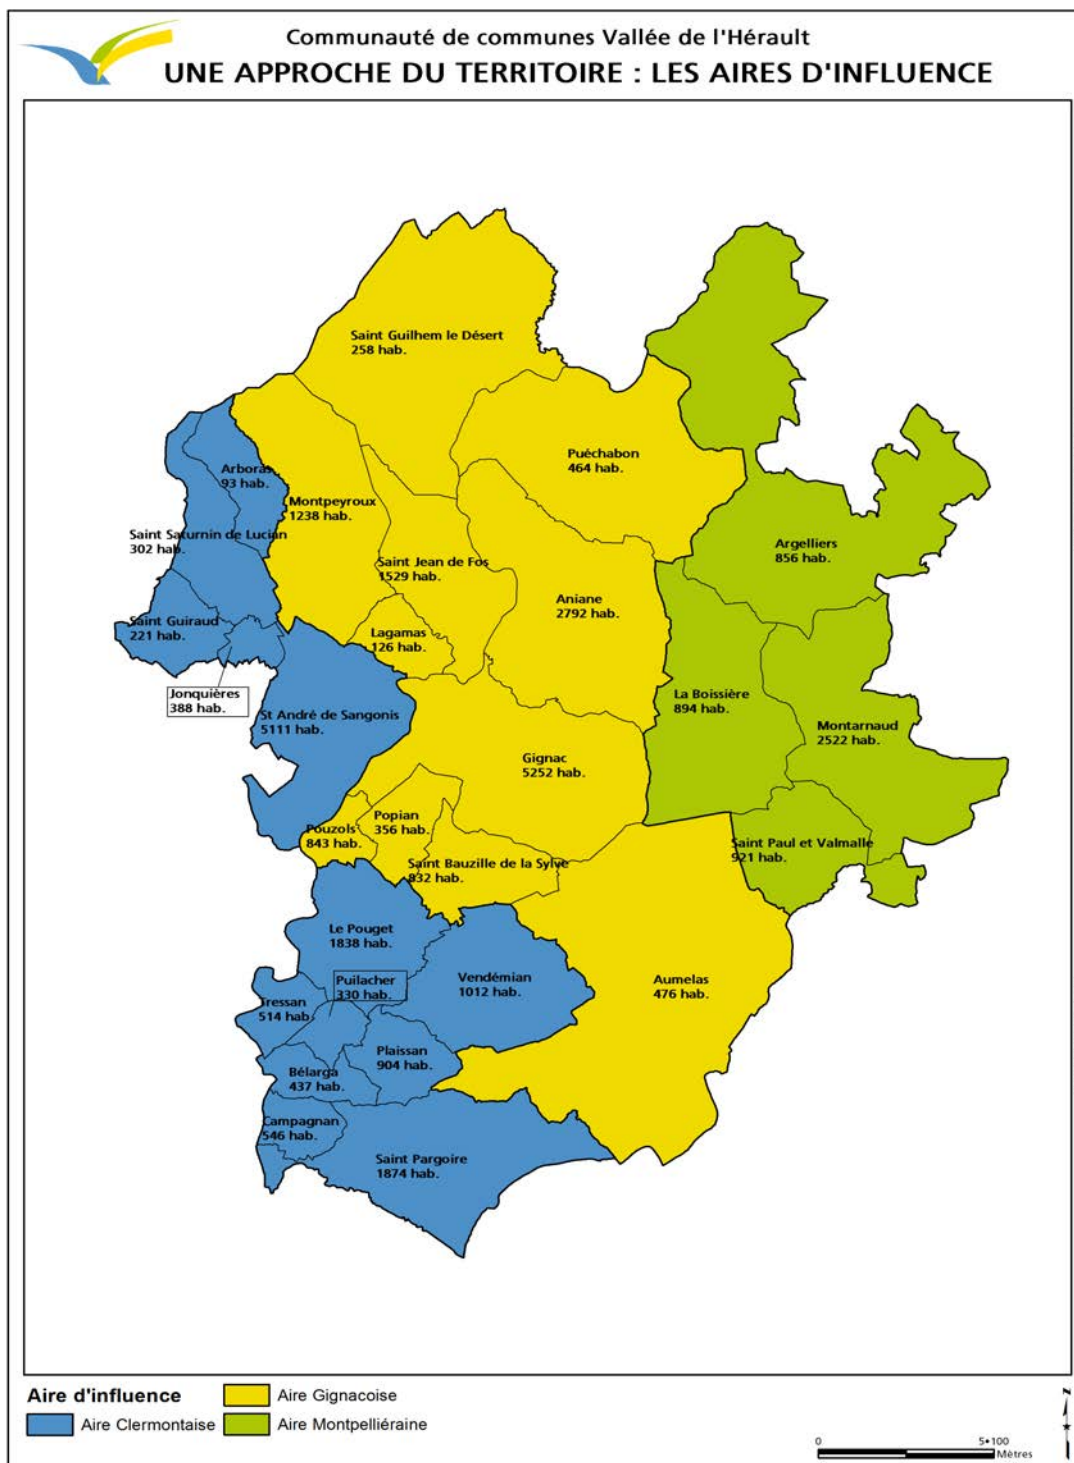 Communauté de communes Vallée de l'Hérault
UNE APPROCHE DU TERRITOIRE : LES AIRES D'INFLUENCE
Saint Guilhem le Désert
258 hab.
Puéchabon
464 hab.
Arboras
93 hab.
Montpeyroux
1238 hab.
Saint Saturnin de Lucian
302 hab.
Argelliers
856 hab.
Saint Jean de Fos
1529 hab.
Aniane
2792 hab.
Saint Guiraud
221 hab.
Lagamas
126 hab.
Jonquières
388 hab.
La Boissière
894 hab.
St André de Sangonis
5111 hab.
Montarnaud
2522 hab.
Gignac
5252 hab.
Popian
356 hab.
Pouzols
843 hab.
Saint Paul et Valmalle
921 hab.
Saint Bauzille de la Sylve
832 hab.
Le Pouget
1838 hab.
Vendémian
1012 hab.
Aumelas
476 hab.
Puilacher
330 hab.
Tressan
514 hab.
Plaissan
904 hab.
Bélarga
437 hab.
Campagnan
546 hab.
Saint Pargoire
1874 hab.
Aire d'influence
Aire Gignacoise
Aire Clermontaise
Aire Montpelliéraine
N
0 5•100
Mètres